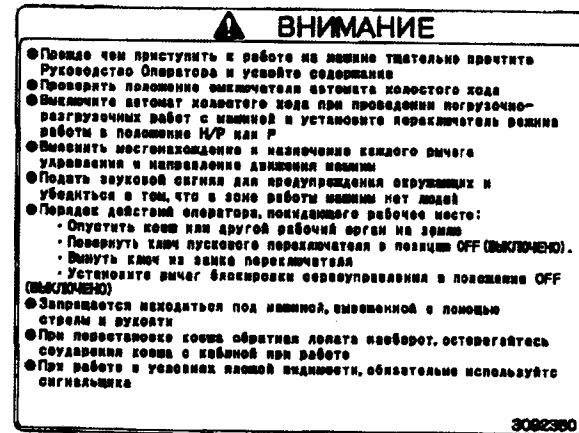 ВНИМАНИЕ
●Прежде чем приступить к работе на машине тщательно прочтите
Руководство Оператора и усвойте содержание
●Проверить положение выключателя автомата холостого хода
●Выключите автомат холостого хода при проведении погрузочно-
разгрузочных работ с машиной и установите переключатель режима
работы в положение H/P или P
●Выяснить местонахождение и назначение каждого рычага
управления и направление движения машины
●Подать звуковой сигнал для предупреждения окружающих и
убедиться в том, что в зоне работы машины нет людей
●Порядок действий оператора, покидающего рабочее место:
・Опустить ковш или другой рабочий орган на землю
・Повернуть ключ пускового переключателя в позицию OFF (ВЫКЛЮЧЕНО).
・Вынуть ключ из замка переключателя
・Установите рычаг блокировки сервоуправления в положение OFF
(ВЫКЛЮЧЕНО)
●Запрещается находиться под машиной, вывешенной с помощью
стрелы и рукояти
●При перестановке ковша обратная лопата наоборот, остерегайтесь
соударения ковша с кабиной при работе
●При работе в условиях плохой видимости, обязательно используйте
сигнальщика
3092360